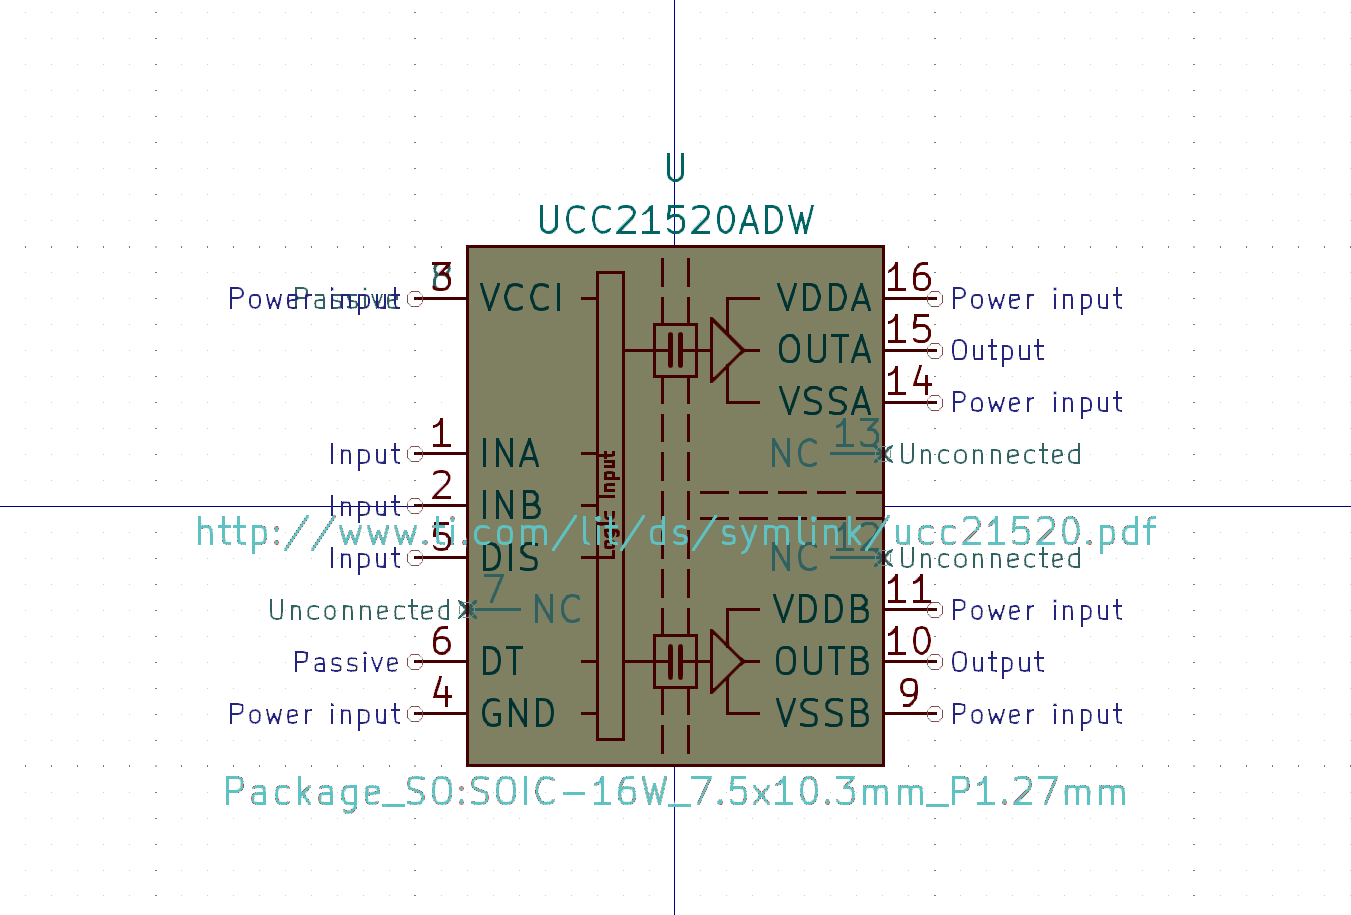 U
UCC21520ADW
Power input 3 VCCI VDDA 16 Power input
Passive 8
OUTA 15 Output
VSSA 14 Power input
Input 1 INA NC 13 Unconnected
Input 2 INB
Logic Input
http://www.ti.com/lit/ds/symlink/ucc21520.pdf
Input 5 DIS NC 12 Unconnected
Unconnected 7 NC VDDB 11 Power input
Passive 6 DT OUTB 10 Output
Power input 4 GND VSSB 9 Power input
Package_SO:SOIC-16W_7.5x10.3mm_P1.27mm